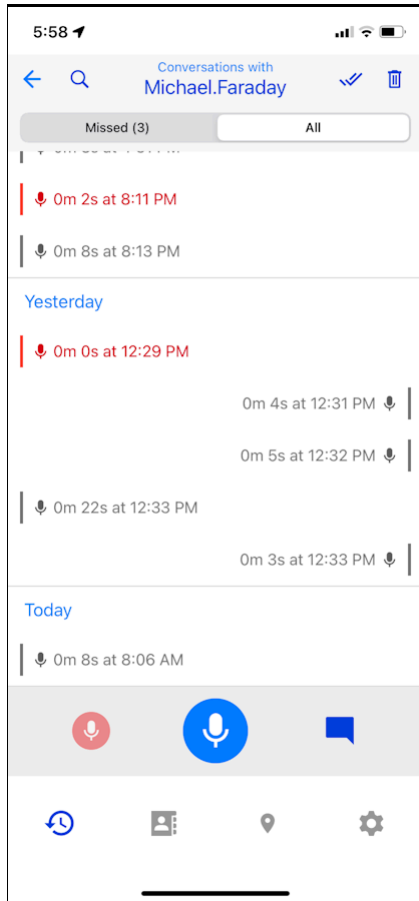 5:58
Conversations with
Michael.Faraday
Missed (3)
All
0m 2s at 8:11 PM
0m 8s at 8:13 PM
Yesterday
0m 0s at 12:29 PM
0m 4s at 12:31 PM
0m 5s at 12:32 PM
0m 22s at 12:33 PM
0m 3s at 12:33 PM
Today
0m 8s at 8:06 AM